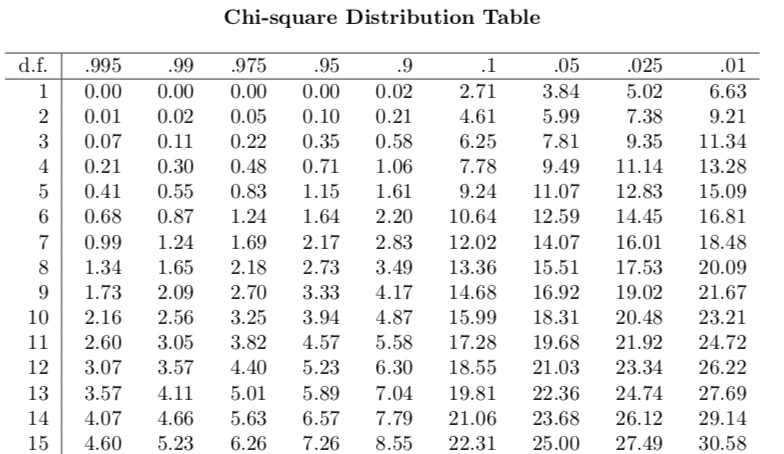 Chi-square Distribution Table
d.f. .995 .99 .975 .95 .9 .1 .05 .025 .01
1 0.00 0.00 0.00 0.00 0.02 2.71 3.84 5.02 6.63
2 0.01 0.02 0.05 0.10 0.21 4.61 5.99 7.38 9.21
3 0.07 0.11 0.22 0.35 0.58 6.25 7.81 9.35 11.34
4 0.21 0.30 0.48 0.71 1.06 7.78 9.49 11.14 13.28
5 0.41 0.55 0.83 1.15 1.61 9.24 11.07 12.83 15.09
6 0.68 0.87 1.24 1.64 2.20 10.64 12.59 14.45 16.81
7 0.99 1.24 1.69 2.17 2.83 12.02 14.07 16.01 18.48
8 1.34 1.65 2.18 2.73 3.49 13.36 15.51 17.53 20.09
9 1.73 2.09 2.70 3.33 4.17 14.68 16.92 19.02 21.67
10 2.16 2.56 3.25 3.94 4.87 15.99 18.31 20.48 23.21
11 2.60 3.05 3.82 4.57 5.58 17.28 19.68 21.92 24.72
12 3.07 3.57 4.40 5.23 6.30 18.55 21.03 23.34 26.22
13 3.57 4.11 5.01 5.89 7.04 19.81 22.36 24.74 27.69
14 4.07 4.66 5.63 6.57 7.79 21.06 23.68 26.12 29.14
15 4.60 5.23 6.26 7.26 8.55 22.31 25.00 27.49 30.58